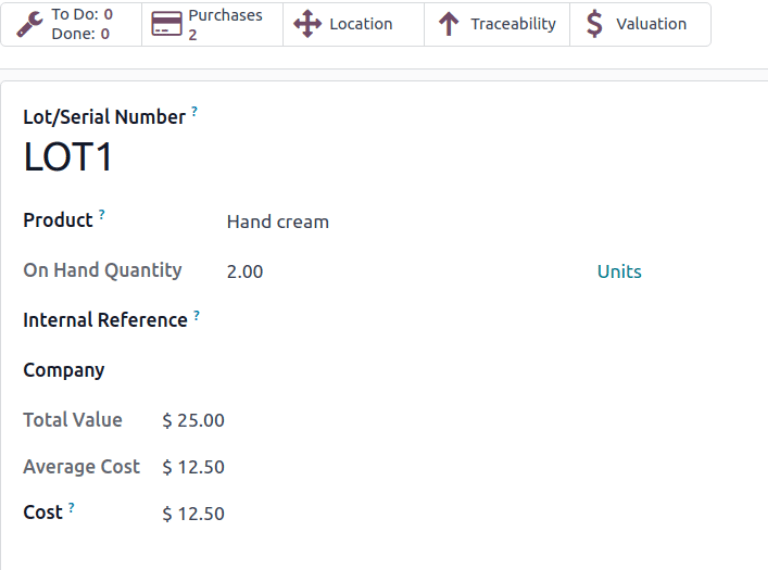 To Do: 0
Done: 0
Purchases
2
Location
Traceability
Valuation
Lot/Serial Number ?
LOT1
Product ? Hand cream
On Hand Quantity 2.00 Units
Internal Reference ?
Company
Total Value $ 25.00
Average Cost $ 12.50
Cost ? $ 12.50